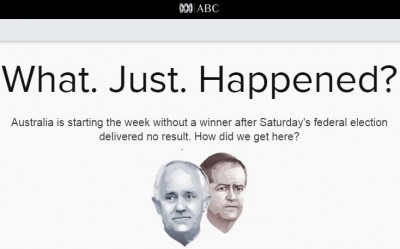 ABC
What. Just. Happened?
Australia is starting the week without a winner after Saturday's federal election
delivered no result. How did we get here?